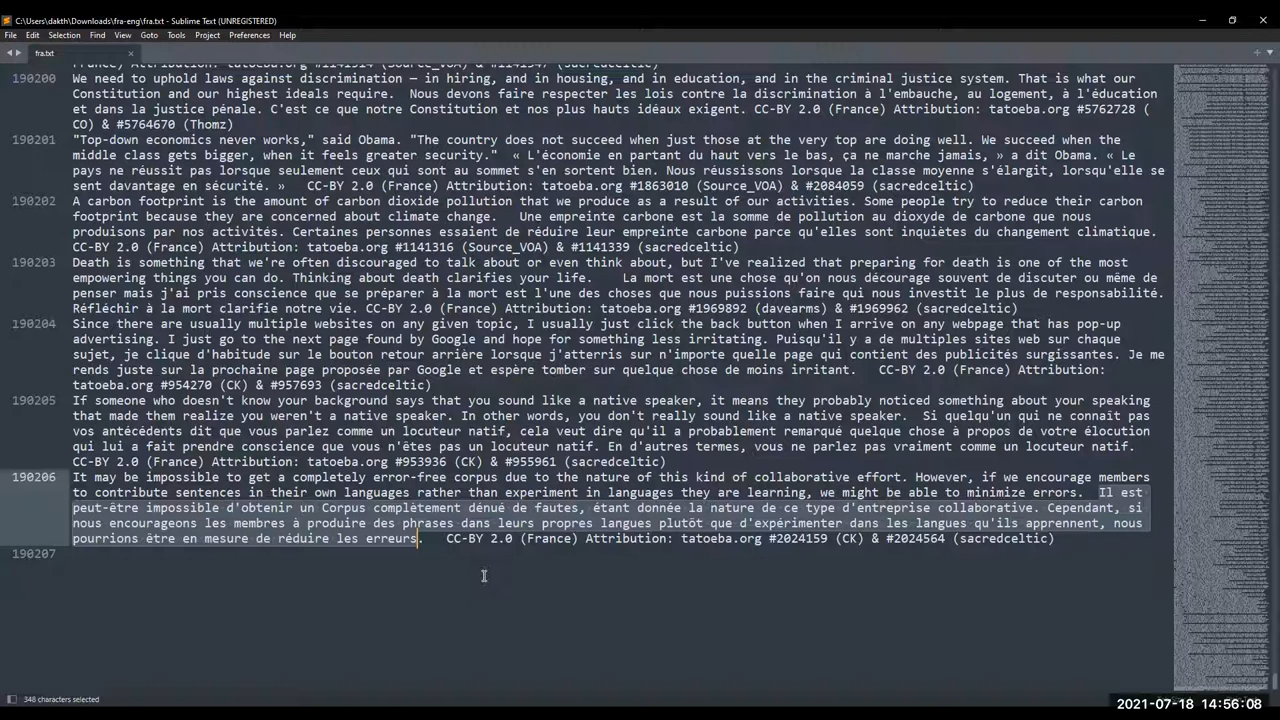 C:\Users\dakth\Downloads\fra-eng\fra.txt - Sublime Text (UNREGISTERED)
File Edit Selection Find View Goto Tools Project Preferences Help
fra.txt
France) Attribution: tatoeba.org #1141314 (Source_VOA) & (sacredceltic)
190200 We need to uphold laws against discrimination — in hiring, and in housing, and in education, and in the criminal justice system. That is what our
Constitution and our highest ideals require. Nous devons faire respecter les lois contre la discrimination à l'embauche, le logement, à l'éducation
et dans la justice pénale. C'est ce que notre Constitution et nos plus hauts idéaux exigent. CC-BY 2.0 (France) Attribution: tatoeba.org #5762728 (
CO) & #5764670 (Thomz)
190201 "Top-down economics never works," said Obama. "The country does not succeed when just those at the very top are doing well. We succeed when the
middle class gets bigger, when it feels greater security." « L'économie en partant du haut vers le bas, ça ne marche jamais, » a dit Obama. « Le
pays ne réussit pas lorsque seulement ceux qui sont au sommet s'en sortent bien. Nous réussissons lorsque la classe moyenne s'élargit, lorsqu'elle se
sent davantage en sécurité. » CC-BY 2.0 (France) Attribution: tatoeba.org #1863010 (Source_VOA) & #2084055 (sacredceltic)
190202 A carbon footprint is the amount of carbon dioxide pollution that we produce as a result of our activities. Some people try to reduce their carbon
footprint because they are concerned about climate change. Une empreinte carbone est la somme de pollution au dioxyde de carbone que nous
produisons par nos activités. Certaines personnes essaient de réduire leur empreinte carbone parce qu'elles sont inquiètes du changement climatique.
CC-BY 2.0 (France) Attribution: tatoeba.org #1141316 (Source_VOA) & #1141339 (sacredceltic)
190203 Death is something that we're often discouraged to talk about or even think about, but I've realized that preparing for death is one of the most
empowering things you can do. Thinking about death clarifies your life. La mort est une chose qu'on nous décourage souvent de discuter ou même de
penser mais j'ai pris conscience que se préparer à la mort est l'une des choses que nous puissions faire qui nous investit le plus de responsabilité.
Réfléchir à la mort clarifie notre vie. CC-BY 2.0 (France) Attribution: tatoeba.org (davearms) & #1969962 (sacredceltic)
190204 Since there are usually multiple websites on any given topic, I usually just click the back button when I arrive on any webpage that has pop-up
advertising. I just go to the next page found by Google and hope for something less irritating. Puisqu'il y a de multiples sites web sur chaque
sujet, je clique d'habitude sur le bouton retour arrière lorsque j'atterris sur n'importe quelle page qui contient des publicités surgissantes. Je me
rends juste sur la prochaine page proposée par Google et espère tomber sur quelque chose de moins irritant. CC-BY 2.0 (France) Attribution:
tatoeba.org #954270 (CK) & #957693 (sacredceltic)
190205 If someone who doesn't know your background says that you sound like a native speaker, it means they probably noticed something about your speaking
that made them realize you weren't a native speaker. In other words, you don't really sound like a native speaker. Si quelqu'un qui ne connaît pas
vos antécédents dit que vous parlez comme un locuteur natif, cela veut dire qu'il a probablement remarqué quelque chose à propos de votre élocution
qui lui a fait prendre conscience que vous n'êtes pas un locuteur natif. En d'autres termes, vous ne parlez pas vraiment comme un locuteur natif.
CC-BY 2.0 (France) Attribution: tatoeba.org (CK) & (sacredceltic)
190206 It may be impossible to get a completely error-free corpus due to the nature of this kind of collaborative effort. However, if we encourage members
to contribute sentences in their own languages rather than experiment in languages they are learning, we might be able to minimize errors. Il est
peut-être impossible d'obtenir un Corpus complètement dénué de fautes, étant donnée la nature de ce type d'entreprise collaborative. Cependant, si
nous encourageons les membres à produire des phrases dans leurs propres langues plutôt que d'expérimenter dans les langues qu'ils apprennent, nous
pourrions être en mesure de réduire les erreurs. CC-BY 2.0 (France) Attribution: tatoeba.org #2024159 (CK) & #2024564 (sacredceltic)
190207
348 characters selected
2021-07-18 14:56:08